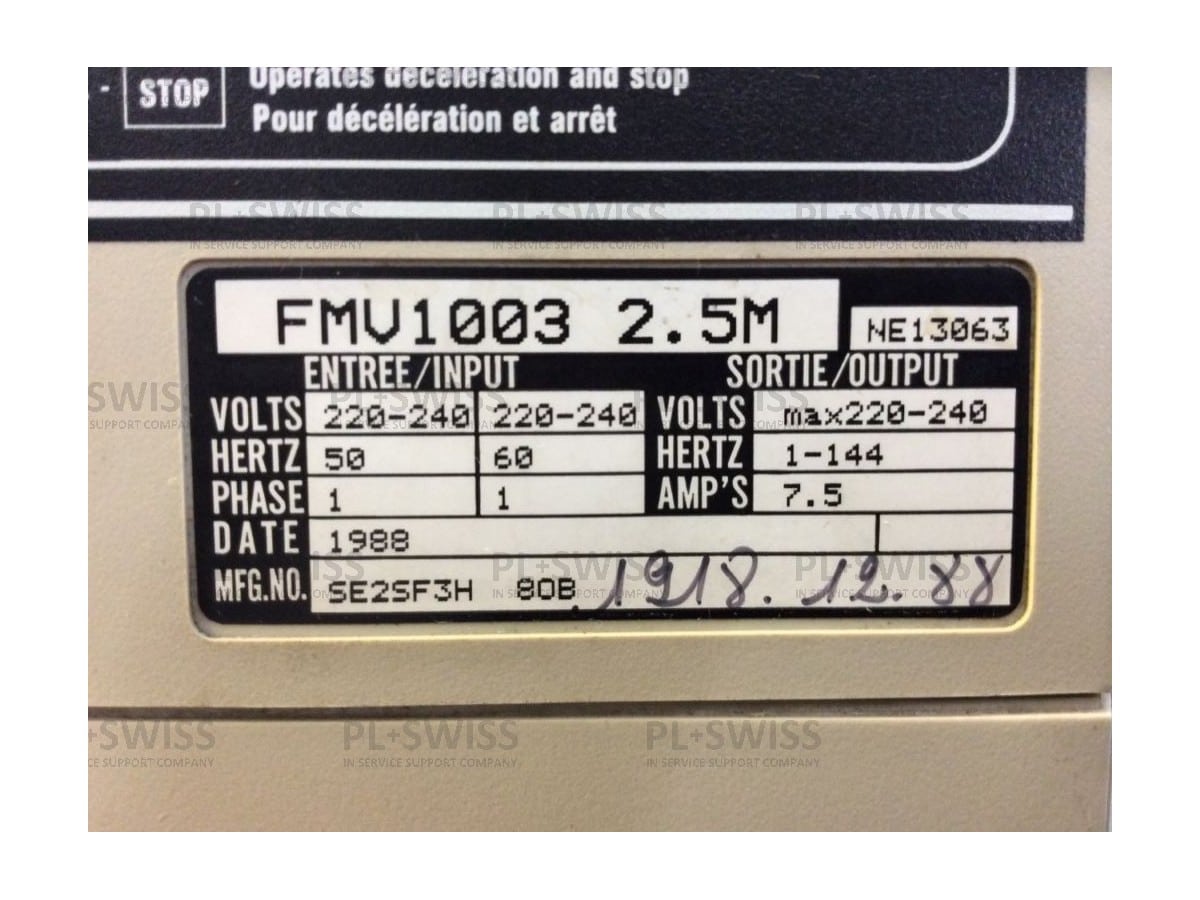 STOP Operates deceleration and stop
Pour décélération et arrêt
FMV1003 2.5M NE13063
ENTREE/INPUT SORTIE/OUTPUT
VOLTS 220-240 220-240 VOLTS max220-240
HERTZ 50 60 HERTZ 1-144
PHASE 1 1 AMP'S 7.5
DATE 1988
MFG.NO. SE2SF3H 80B 1918.12.88
PL+SWISS
IN SERVICE SUPPORT COMPANY